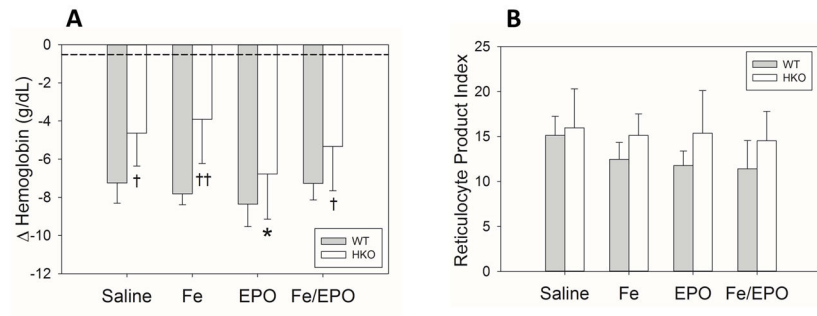 A
Δ Hemoglobin (g/dL)
0
-2
-4
-6
-8
-10
-12
†
††
*
†
WT
HKO
Saline Fe EPO Fe/EPO
B
Reticulocyte Product Index
25
20
15
10
5
0
WT
HKO
Saline Fe EPO Fe/EPO